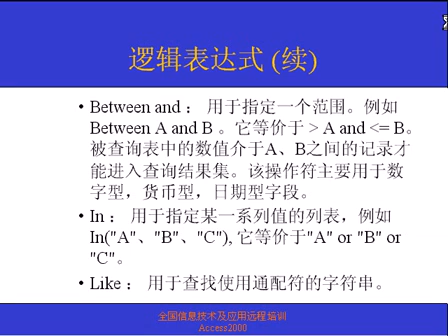 逻辑表达式 (续)
• Between and： 用于指定一个范围。例如
Between A and B 。它等价于 > A and <= B。
被查询表中的数值介于A、B之间的记录才
能进入查询结果集。该操作符主要用于数
字型，货币型，日期型字段。
• In： 用于指定某一系列值的列表，例如
In("A"、"B"、"C"), 它等价于"A" or "B" or
"C"。
• Like： 用于查找使用通配符的字符串。
全国信息技术及应用远程培训
Access2000